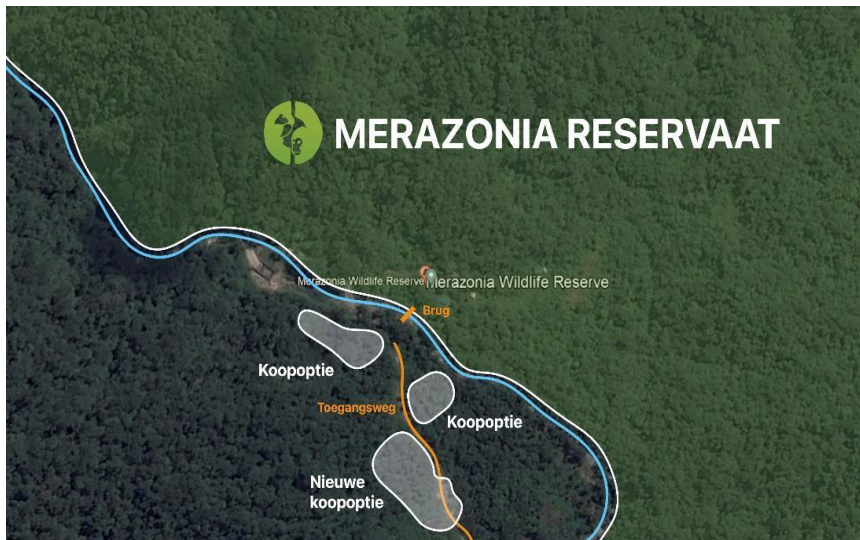 MERAZONIA RESERVAAT
Merazonia Wildlife Reserve
Merazonia Wildlife Reserve
Brug
Koopoptie
Toegangsweg
Koopoptie
Nieuwe
koopoptie